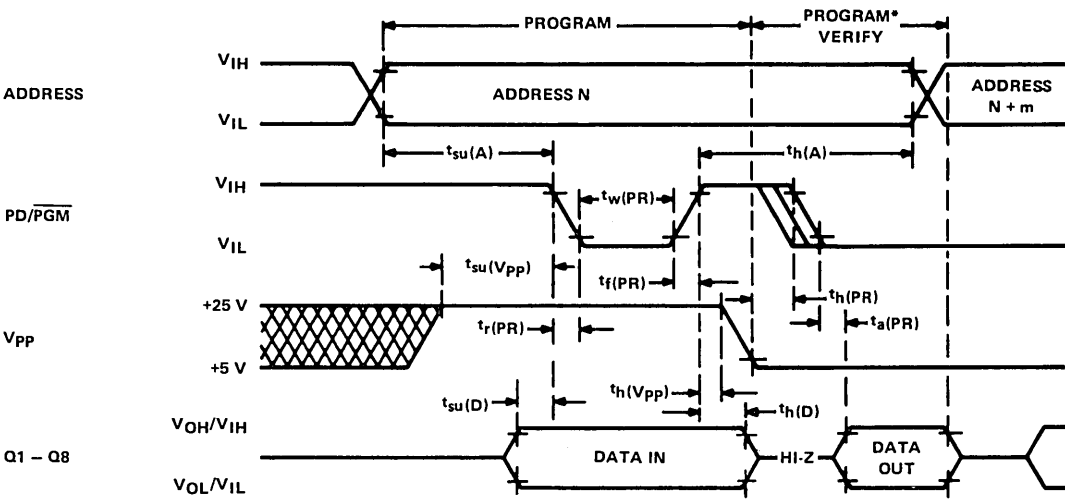 PROGRAM
PROGRAM*
VERIFY
VIH
ADDRESS
ADDRESS N
ADDRESS
N + m
VIL
tsu(A)
th(A)
VIH
tw(PR)
PD/PGM
VIL
tsu(VPP)
tf(PR)
th(PR)
+25 V
tr(PR)
ta(PR)
VPP
+5 V
tsu(D)
th(VPP)
th(D)
VOH/VIH
Q1 – Q8
DATA IN
HI-Z
DATA
OUT
VOL/VIL